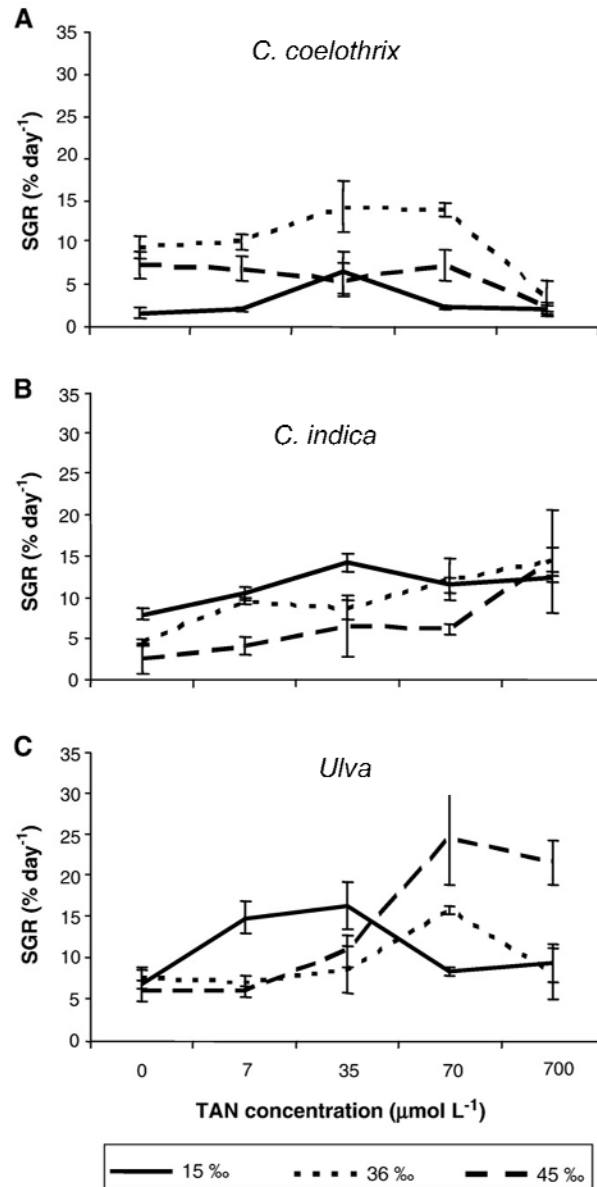 A
C. coelothrix
35
30
25
20
15
10
5
0
SGR (% day⁻¹)
B
C. indica
35
30
25
20
15
10
5
0
SGR (% day⁻¹)
C
Ulva
35
30
25
20
15
10
5
0
SGR (% day⁻¹)
0 7 35 70 700
TAN concentration (μmol L⁻¹)
15 ‰ 36 ‰ 45 ‰